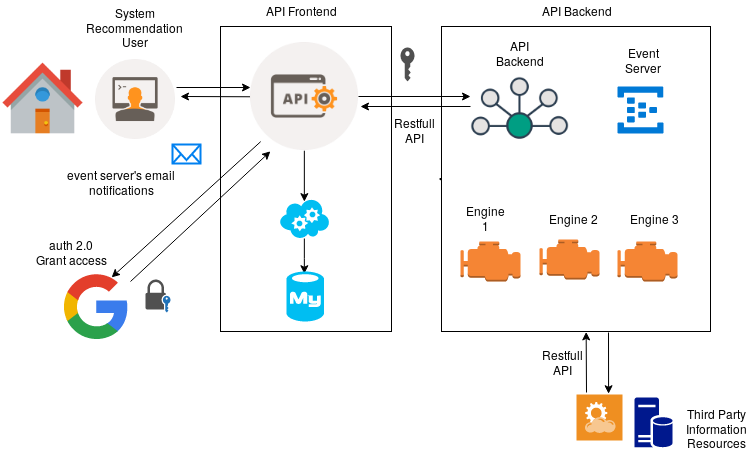 System
Recommendation
User
API Frontend
API Backend
>-
API
API
Backend
Event
Server
Restfull
API
event server's email
notifications
auth 2.0
Grant access
My
Engine
1
Engine 2
Engine 3
Restfull
API
Third Party
Information
Resources